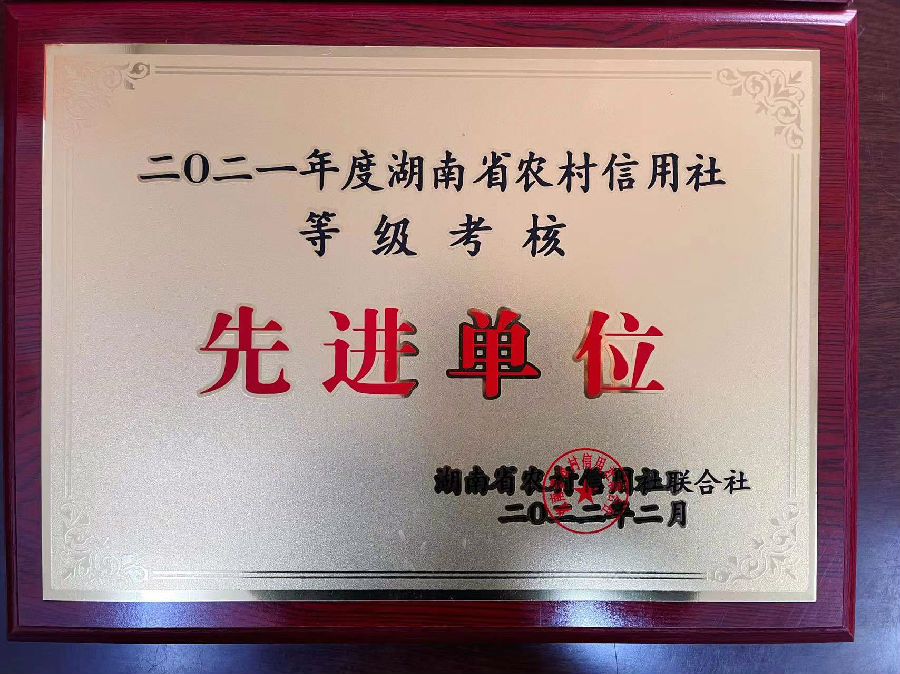 二〇二一年度湖南省农村信用社
等级考核
先进单位
湖南省农村信用社联合社
二〇二二年二月